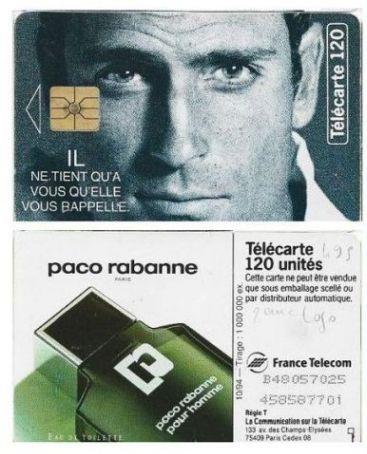 Télécarte 120
IL
NE.TIENT QU'A
VOUS QU'ELLE
VOUS RAPPELLE.
paco rabanne
PARIS
paco rabanne
pour homme
EAU DE TOILETTE
10/94 — Tirage : 1 000 000 ex.
Télécarte
120 unités
Cette carte ne peut être vendue
que sous emballage scellé ou
par distributeur automatique.
France Telecom
B48057025
458587701
Régie T
La Communication sur la Télécarte
133 av. des Champs-Elysées
75409 Paris Cedex 08